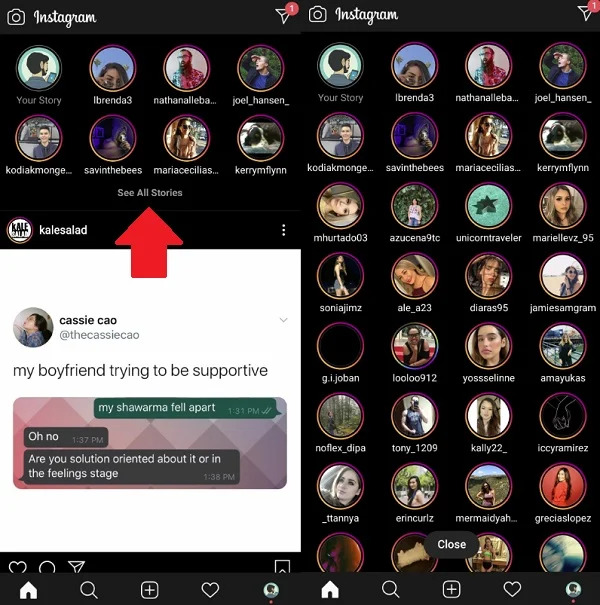 Instagram
1
Your Story
lbrenda3
nathanalleba...
joel_hansen_
kodiakmonge...
savinthebees
mariacecilias...
kerrymflynn
See All Stories
KALE
kalesalad
cassie cao
@thecassiecao
my boyfriend trying to be supportive
my shawarma fell apart 1:31 PM
Oh no 1:37 PM
Are you solution oriented about it or in
the feelings stage 1:38 PM
Instagram
1
Your Story
lbrenda3
nathanalleba...
joel_hansen_
kodiakmonge...
savinthebees
mariacecilias...
kerrymflynn
mhurtado03
azucena9tc
unicorntraveler
mariellevz_95
soniajimz
ale_a23
diaras95
jamiesamgram
g.i.joban
looloo912
yossselinne
amayukas
noflex_dipa
tony_1209
kally22_
iccyramirez
_ttannya
erincurlz
mermaidyah...
greciaslopez
Close